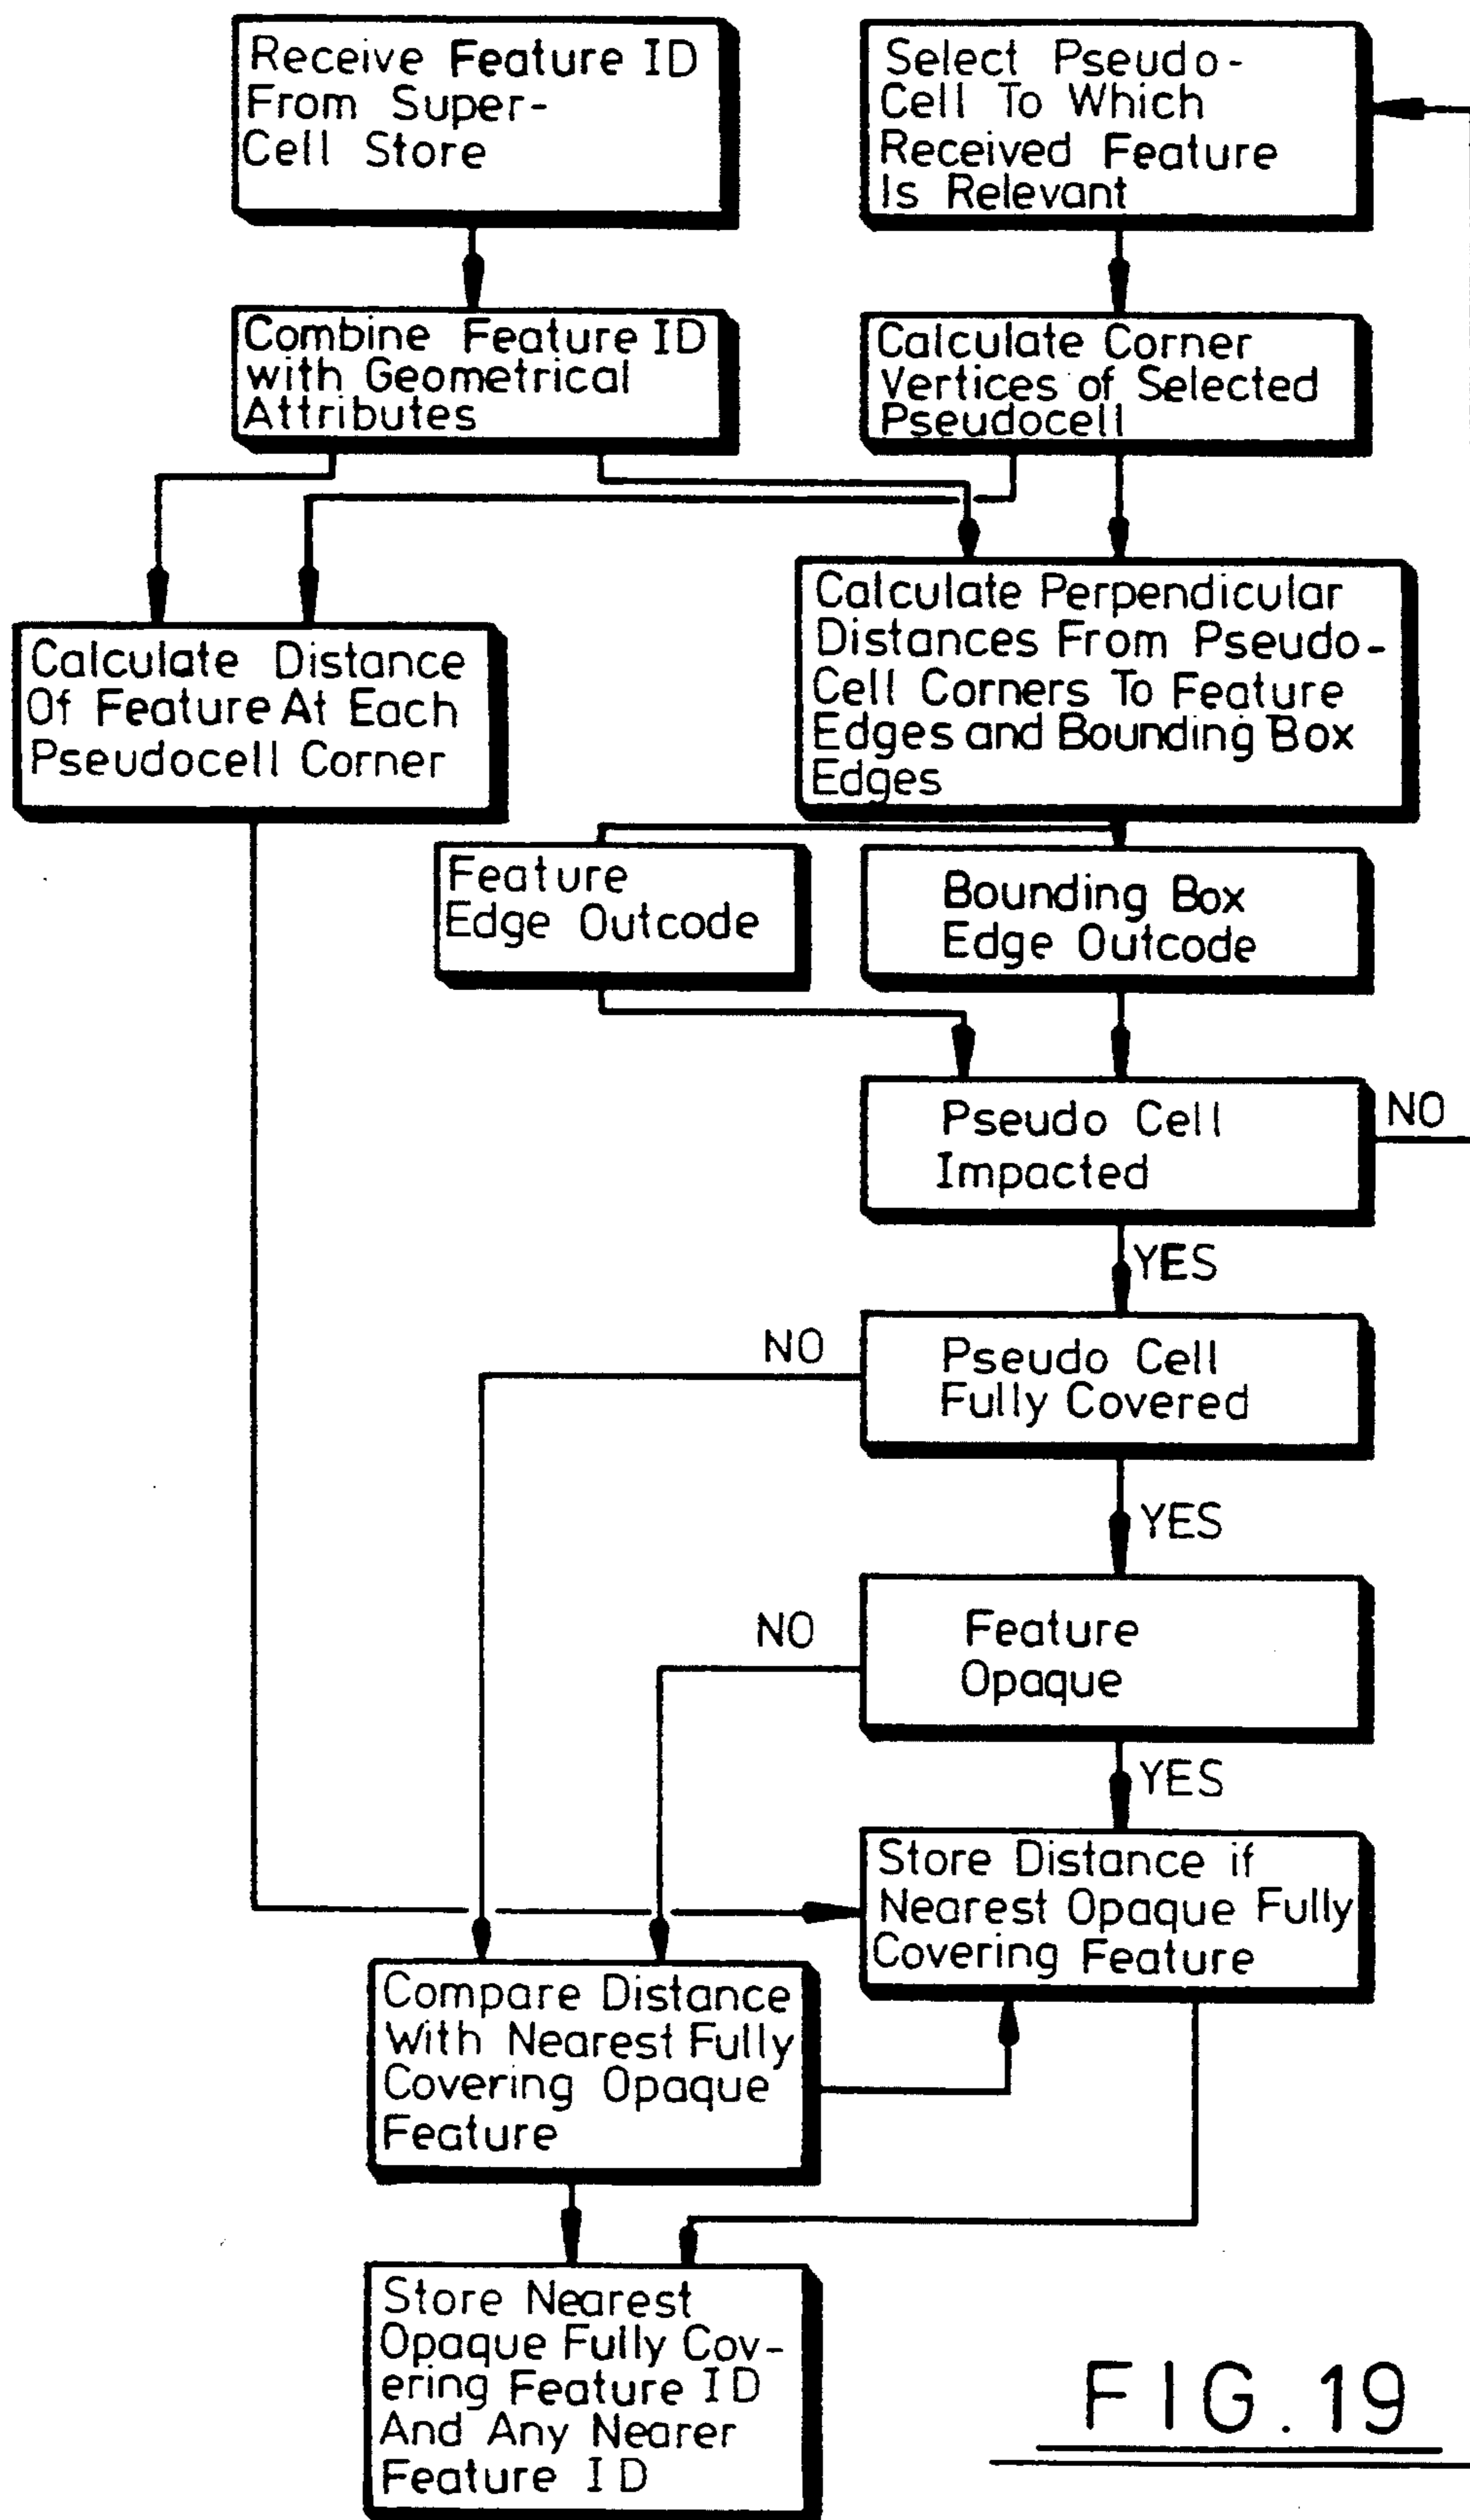 Receive Feature ID
From Super-
Cell Store
Select Pseudo-
Cell To Which
Received Feature
Is Relevant
Combine Feature ID
with Geometrical
Attributes
Calculate Corner
Vertices of Selected
Pseudocell
Calculate Distance
Of Feature At Each
Pseudocell Corner
Calculate Perpendicular
Distances From Pseudo-
Cell Corners To Feature
Edges and Bounding Box
Edges
Feature
Edge Outcode
Bounding Box
Edge Outcode
Pseudo Cell
Impacted
NO
YES
Pseudo Cell
Fully Covered
NO
YES
Feature
Opaque
NO
YES
Store Distance if
Nearest Opaque Fully
Covering Feature
Compare Distance
With Nearest Fully
Covering Opaque
Feature
Store Nearest
Opaque Fully Cov-
ering Feature ID
And Any Nearer
Feature ID
FIG. 19